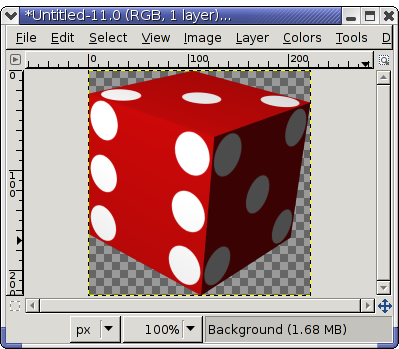 *Untitled-11.0 (RGB, 1 layer)...
File Edit Select View Image Layer Colors Tools D
0 100 200
0
100
200
px 100% Background (1.68 MB)